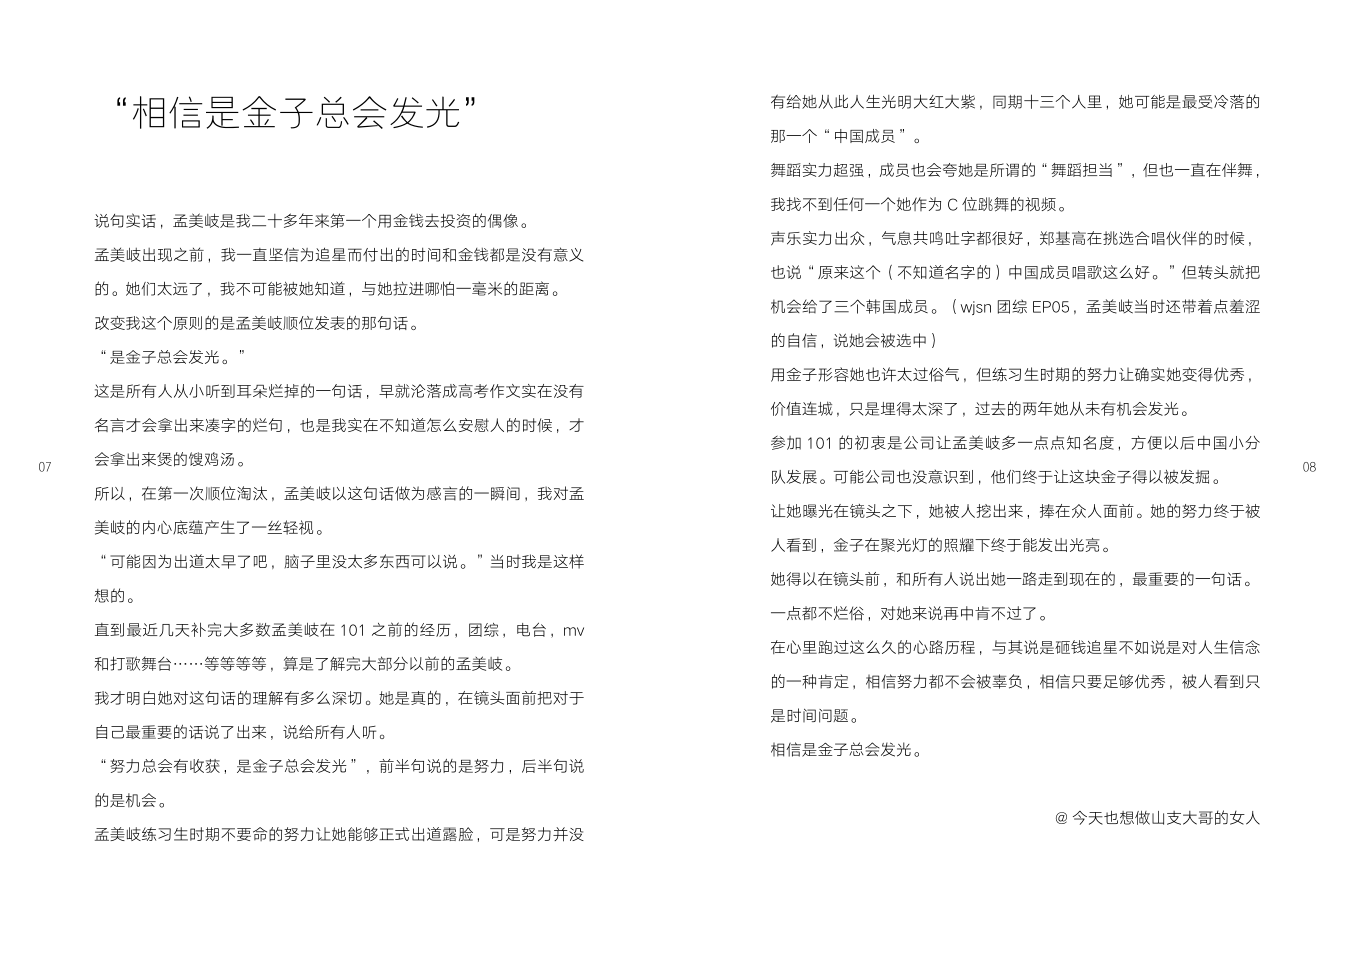 “相信是金子总会发光”
说句实话，孟美岐是我二十多年来第一个用金钱去投资的偶像。
孟美岐出现之前，我一直坚信为追星而付出的时间和金钱都是没有意义
的。她们太远了，我不可能被她知道，与她拉进哪怕一毫米的距离。
改变我这个原则的是孟美岐顺位发表的那句话。
“是金子总会发光。”
这是所有人从小听到耳朵烂掉的一句话，早就沦落成高考作文实在没有
名言才会拿出来凑字的烂句，也是我实在不知道怎么安慰人的时候，才
会拿出来煲的馊鸡汤。
所以，在第一次顺位淘汰，孟美岐以这句话做为感言的一瞬间，我对孟
美岐的内心底蕴产生了一丝轻视。
“可能因为出道太早了吧，脑子里没太多东西可以说。”当时我是这样
想的。
直到最近几天补完大多数孟美岐在 101 之前的经历，团综，电台，mv
和打歌舞台……等等等等，算是了解完大部分以前的孟美岐。
我才明白她对这句话的理解有多么深切。她是真的，在镜头面前把对于
自己最重要的话说了出来，说给所有人听。
“努力总会有收获，是金子总会发光”，前半句说的是努力，后半句说
的是机会。
孟美岐练习生时期不要命的努力让她能够正式出道露脸，可是努力并没
07
有给她从此人生光明大红大紫，同期十三个人里，她可能是最受冷落的
那一个“中国成员”。
舞蹈实力超强，成员也会夸她是所谓的“舞蹈担当”，但也一直在伴舞，
我找不到任何一个她作为 C 位跳舞的视频。
声乐实力出众，气息共鸣吐字都很好，郑基高在挑选合唱伙伴的时候，
也说“原来这个（不知道名字的）中国成员唱歌这么好。”但转头就把
机会给了三个韩国成员。（wjsn 团综 EP05，孟美岐当时还带着点羞涩
的自信，说她会被选中）
用金子形容她也许太过俗气，但练习生时期的努力让确实她变得优秀，
价值连城，只是埋得太深了，过去的两年她从未有机会发光。
参加 101 的初衷是公司让孟美岐多一点点知名度，方便以后中国小分
队发展。可能公司也没意识到，他们终于让这块金子得以被发掘。
让她曝光在镜头之下，她被人挖出来，捧在众人面前。她的努力终于被
人看到，金子在聚光灯的照耀下终于能发出光亮。
她得以在镜头前，和所有人说出她一路走到现在的，最重要的一句话。
一点都不烂俗，对她来说再中肯不过了。
在心里跑过这么久的心路历程，与其说是砸钱追星不如说是对人生信念
的一种肯定，相信努力都不会被辜负，相信只要足够优秀，被人看到只
是时间问题。
相信是金子总会发光。
@ 今天也想做山支大哥的女人
08